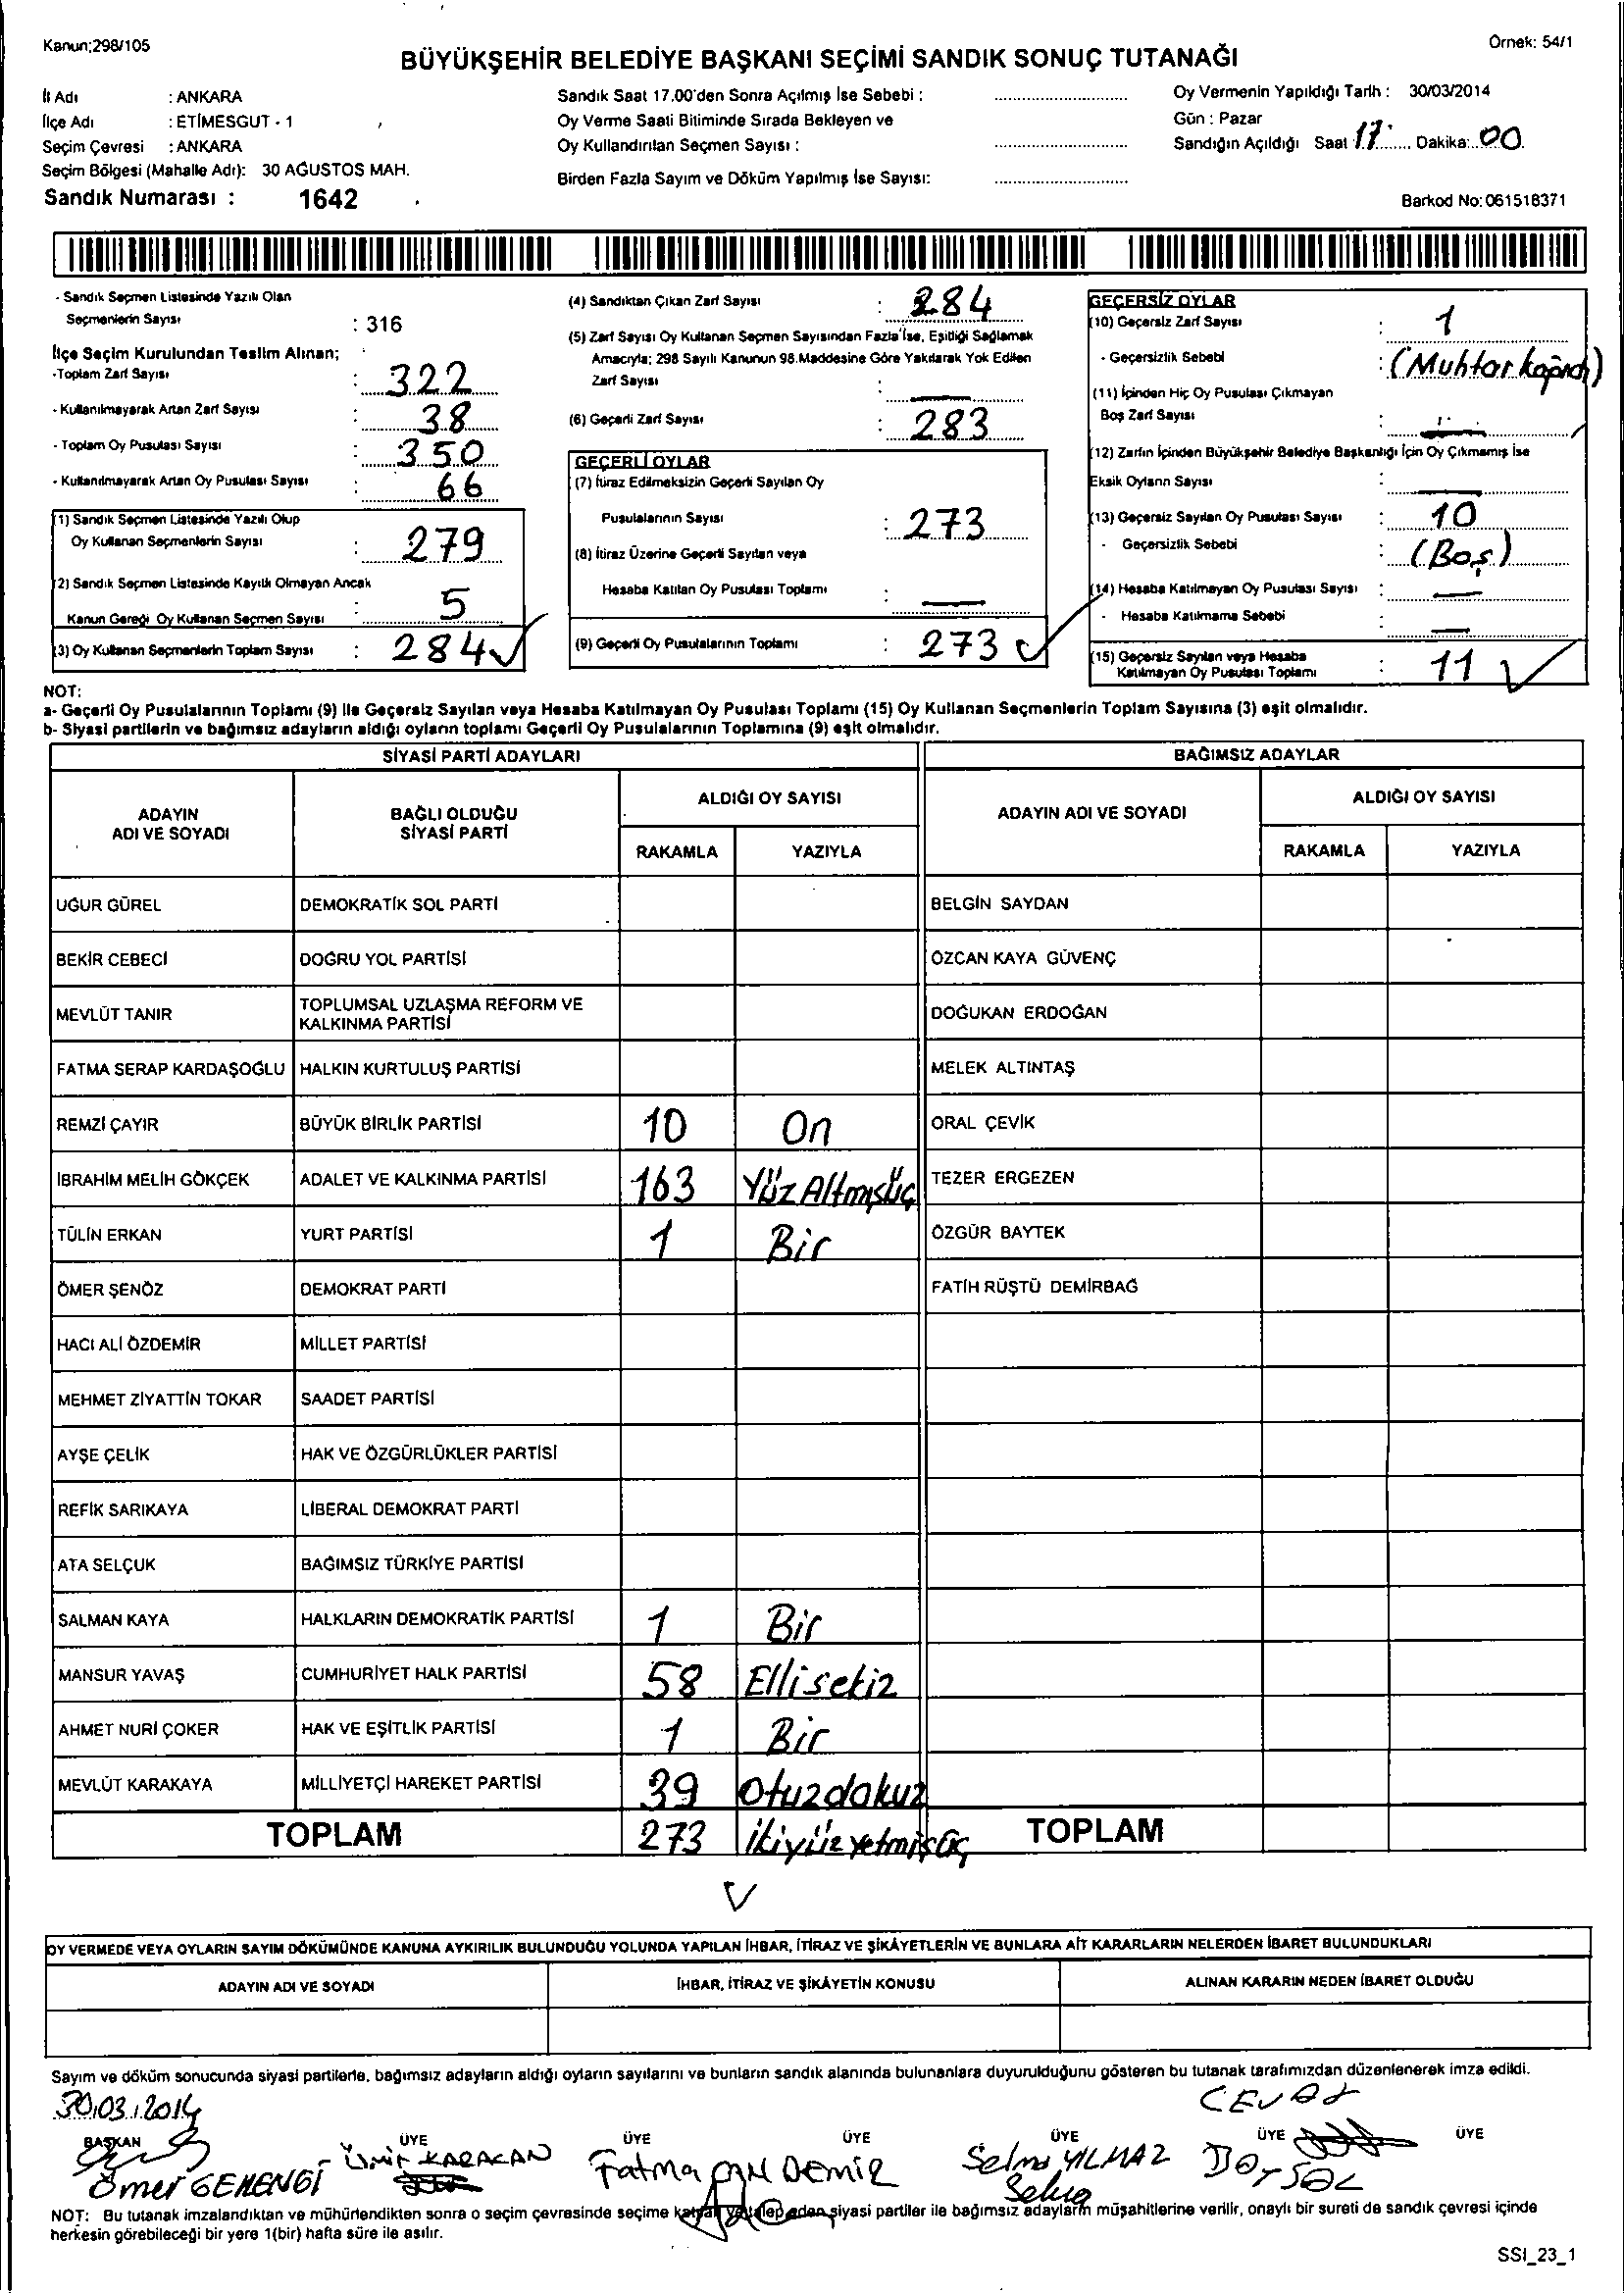 Kanun;298/105
Örnek: 54/1
BÜYÜKŞEHİR BELEDİYE BAŞKANI SEÇİMİ SANDIK SONUÇ TUTANAĞI
İl Adı : ANKARA
İlçe Adı : ETİMESGUT - 1
Seçim Çevresi : ANKARA
Seçim Bölgesi (Mahalle Adı): 30 AĞUSTOS MAH.
Sandık Numarası : 1642
Sandık Saat 17.00'den Sonra Açılmış İse Sebebi :
Oy Verme Saati Bitiminde Sırada Bekleyen ve
Oy Kullandırılan Seçmen Sayısı :
Birden Fazla Sayım ve Döküm Yapılmış İse Sayısı:
Oy Vermenin Yapıldığı Tarih : 30/03/2014
Gün : Pazar
Sandığın Açıldığı Saat 17 Dakika: 00
Barkod No: 061518371
- Sandık Seçmen Listesinde Yazılı Olan
Seçmenlerin Sayısı : 316
İlçe Seçim Kurulundan Teslim Alınan;
-Toplam Zarf Sayısı : 322
- Kullanılmayarak Artan Zarf Sayısı : 38
- Toplam Oy Pusulası Sayısı : 350
- Kullanılmayarak Artan Oy Pusulası Sayısı : 66
(1) Sandık Seçmen Listesinde Yazılı Olup
Oy Kullanan Seçmenlerin Sayısı : 279
(2) Sandık Seçmen Listesinde Kayıtlı Olmayan Ancak
Kanun Gereği Oy Kullanan Seçmen Sayısı : 5
(3) Oy Kullanan Seçmenlerin Toplam Sayısı : 284
(4) Sandıktan Çıkan Zarf Sayısı : 284
(5) Zarf Sayısı Oy Kullanan Seçmen Sayısından Fazla İse, Eşitliği Sağlamak
Amacıyla; 298 Sayılı Kanunun 98.Maddesine Göre Yakılarak Yok Edilen
Zarf Sayısı : —
(6) Geçerli Zarf Sayısı : 283
GEÇERLİ OYLAR
(7) İtiraz Edilmeksizin Geçerli Sayılan Oy
Pusulalarının Sayısı : 273
(8) İtiraz Üzerine Geçerli Sayılan veya
Hesaba Katılan Oy Pusulası Toplamı : —
(9) Geçerli Oy Pusulalarının Toplamı : 273
GEÇERSİZ OYLAR
(10) Geçersiz Zarf Sayısı : 1
- Geçersizlik Sebebi : (Muhtar kağıdı)
(11) İçinden Hiç Oy Pusulası Çıkmayan
Boş Zarf Sayısı : —
(12) Zarfın İçinden Büyükşehir Belediye Başkanlığı İçin Oy Çıkmamış İse
Eksik Oyların Sayısı : —
(13) Geçersiz Sayılan Oy Pusulası Sayısı : 10
- Geçersizlik Sebebi : (Boş)
(14) Hesaba Katılmayan Oy Pusulası Sayısı : —
- Hesaba Katılmama Sebebi : —
(15) Geçersiz Sayılan veya Hesaba
Katılmayan Oy Pusulası Toplamı : 11
NOT:
a- Geçerli Oy Pusulalarının Toplamı (9) ile Geçersiz Sayılan veya Hesaba Katılmayan Oy Pusulası Toplamı (15) Oy Kullanan Seçmenlerin Toplam Sayısına (3) eşit olmalıdır.
b- Siyasi partilerin ve bağımsız adayların aldığı oyların toplamı Geçerli Oy Pusulalarının Toplamına (9) eşit olmalıdır.
SİYASİ PARTİ ADAYLARI
BAĞIMSIZ ADAYLAR
ADAYIN ADI VE SOYADI
BAĞLI OLDUĞU SİYASİ PARTİ
ALDIĞI OY SAYISI
RAKAMLA YAZIYLA
ADAYIN ADI VE SOYADI
ALDIĞI OY SAYISI
RAKAMLA YAZIYLA
UĞUR GÜREL DEMOKRATİK SOL PARTİ BELGİN SAYDAN
BEKİR CEBECİ DOĞRU YOL PARTİSİ ÖZCAN KAYA GÜVENÇ
MEVLÜT TANIR TOPLUMSAL UZLAŞMA REFORM VE KALKINMA PARTİSİ DOĞUKAN ERDOĞAN
FATMA SERAP KARDAŞOĞLU HALKIN KURTULUŞ PARTİSİ MELEK ALTINTAŞ
REMZİ ÇAYIR BÜYÜK BİRLİK PARTİSİ 10 On ORAL ÇEVİK
İBRAHİM MELİH GÖKÇEK ADALET VE KALKINMA PARTİSİ 163 YüzAltmışüç TEZER ERGEZEN
TÜLİN ERKAN YURT PARTİSİ 1 Bir ÖZGÜR BAYTEK
ÖMER ŞENÖZ DEMOKRAT PARTİ FATİH RÜŞTÜ DEMİRBAĞ
HACI ALİ ÖZDEMİR MİLLET PARTİSİ
MEHMET ZİYATTİN TOKAR SAADET PARTİSİ
AYŞE ÇELİK HAK VE ÖZGÜRLÜKLER PARTİSİ
REFİK SARIKAYA LİBERAL DEMOKRAT PARTİ
ATA SELÇUK BAĞIMSIZ TÜRKİYE PARTİSİ
SALMAN KAYA HALKLARIN DEMOKRATİK PARTİSİ 1 Bir
MANSUR YAVAŞ CUMHURİYET HALK PARTİSİ 58 Ellisekiz
AHMET NURİ ÇOKER HAK VE EŞİTLİK PARTİSİ 1 Bir
MEVLÜT KARAKAYA MİLLİYETÇİ HAREKET PARTİSİ 39 Otuzdokuz
TOPLAM 273 İkiyüzyetmişüç TOPLAM
OY VERMEDE VEYA OYLARIN SAYIM DÖKÜMÜNDE KANUNA AYKIRILIK BULUNDUĞU YOLUNDA YAPILAN İHBAR, İTİRAZ VE ŞİKÂYETLERİN VE BUNLARA AİT KARARLARIN NELERDEN İBARET BULUNDUKLARI
ADAYIN ADI VE SOYADI İHBAR, İTİRAZ VE ŞİKÂYETİN KONUSU ALINAN KARARIN NEDEN İBARET OLDUĞU
Sayım ve döküm sonucunda siyasi partilerle, bağımsız adayların aldığı oyların sayılarını ve bunların sandık alanında bulunanlara duyurulduğunu gösteren bu tutanak tarafımızdan düzenlenerek imza edildi.
30.03.2014
BAŞKAN ÜYE ÜYE ÜYE ÜYE ÜYE ÜYE
Ömer Ümit KARACAN Fatma DEMİR Selma YILMAZ CEVAT
NOT: Bu tutanak imzalandıktan ve mühürlendikten sonra o seçim çevresinde seçime eden siyasi partiler ile bağımsız adayların müşahitlerine verilir, onaylı bir sureti de sandık çevresi içinde
herkesin görebileceği bir yere 1(bir) hafta süre ile asılır.
SSI_23_1